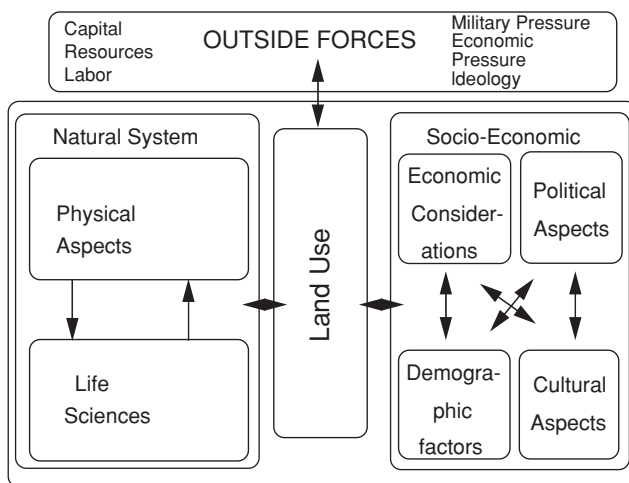 Capital
Resources
Labor
OUTSIDE FORCES
Military Pressure
Economic
Pressure
Ideology
Natural System
Physical
Aspects
Life
Sciences
Land Use
Socio-Economic
Economic
Consider-
ations
Political
Aspects
Demogra-
phic
factors
Cultural
Aspects